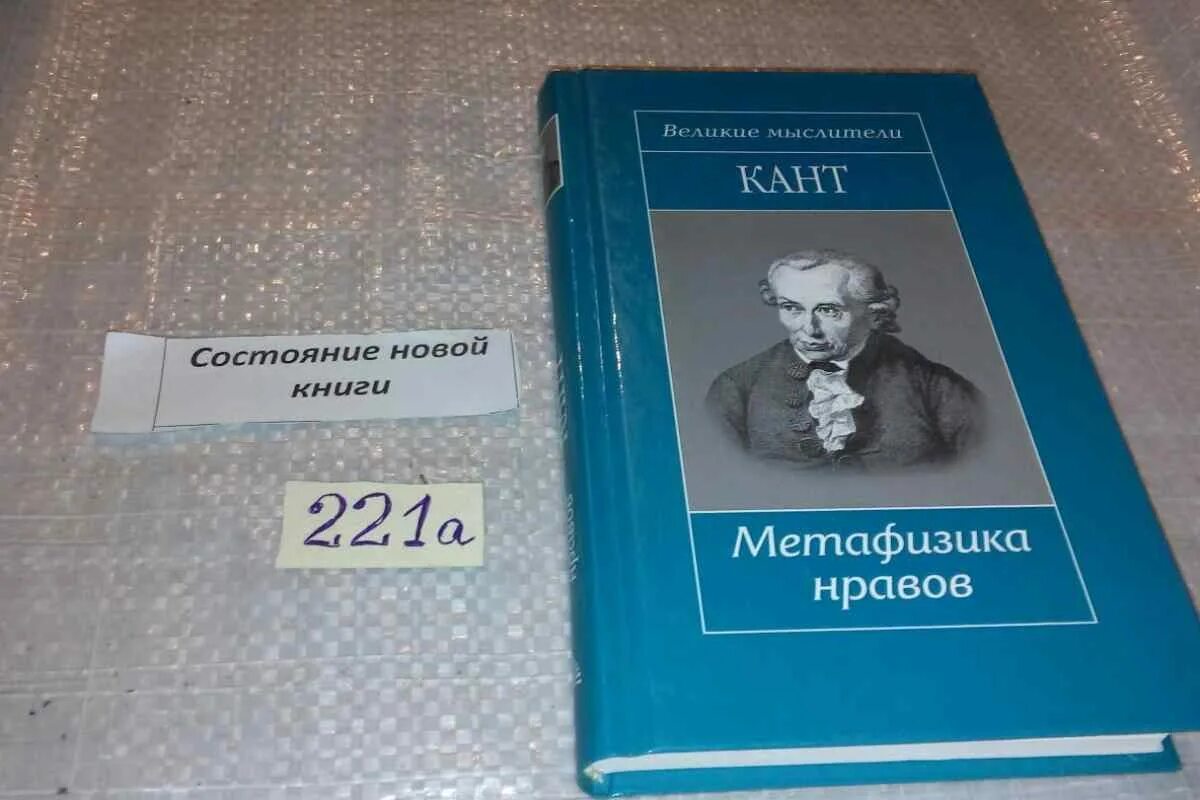 Великие мыслители
КАНТ
Метафизика
нравов
Состояние новой
книги
221а